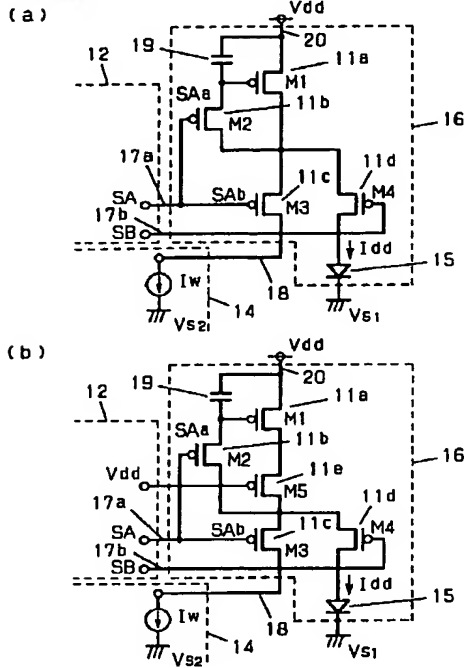 (a)
Vdd
19
20
11a
12
M1
SAa
11b
16
M2
11c
11d
17a
SAb
M4
SA
M3
17b
SB
Idd
Iw
15
18
Vs2
14
Vs1
(b)
Vdd
19
20
11a
12
M1
SAa
11b
16
M2
11e
Vdd
M5
11d
17a
SAb
11c
M4
SA
17b
M3
SB
Idd
Iw
15
18
Vs2
14
Vs1